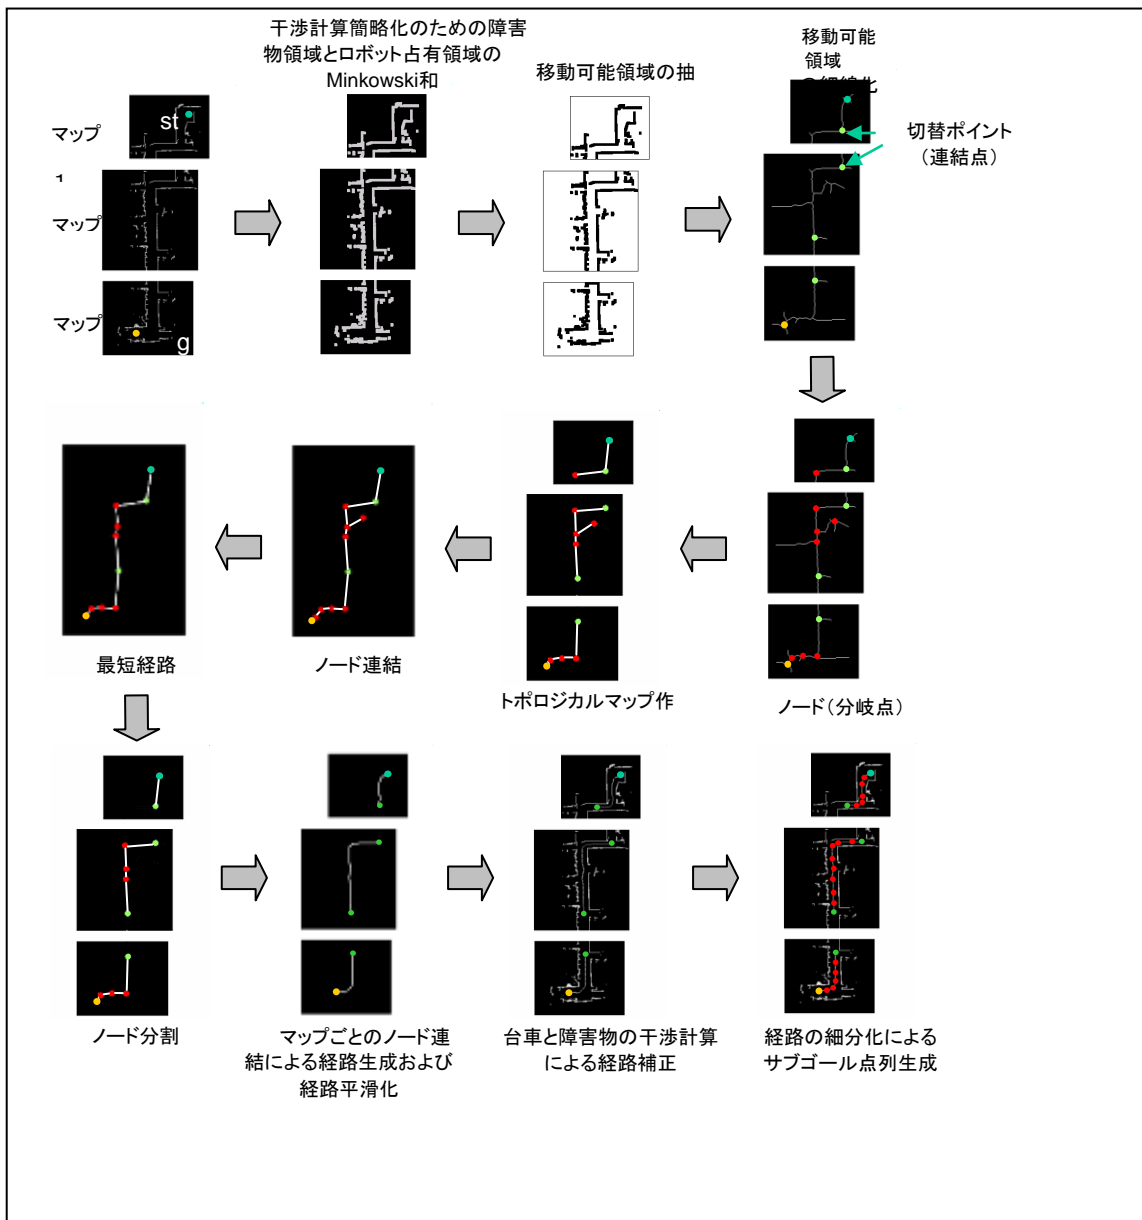 干渉計算簡略化のための障害
物領域とロボット占有領域の
Minkowski和
移動可能領域の抽
移動可能
領域
の細線化
マップ
1
マップ
マップ
st
g
切替ポイント
(連結点)
最短経路
ノード連結
トポロジカルマップ作
ノード(分岐点)
ノード分割
マップごとのノード連
結による経路生成および
経路平滑化
台車と障害物の干渉計算
による経路補正
経路の細分化による
サブゴール点列生成